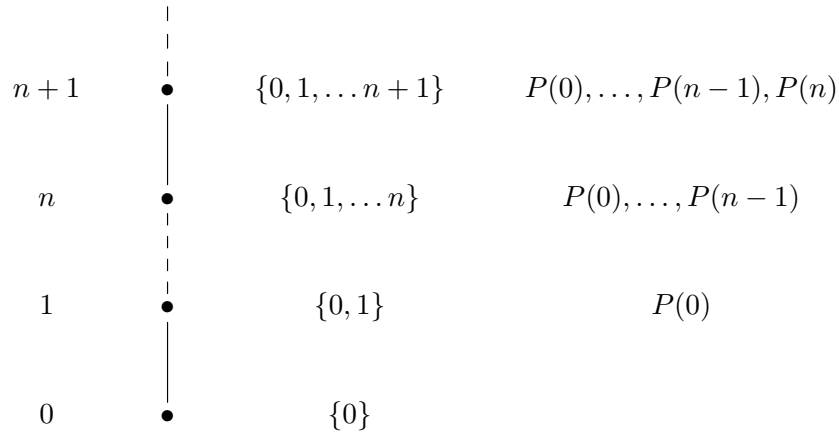 n + 1 {0, 1, . . . n + 1} P(0), . . . , P(n − 1), P(n)
n {0, 1, . . . n} P(0), . . . , P(n − 1)
1 {0, 1} P(0)
0 {0}